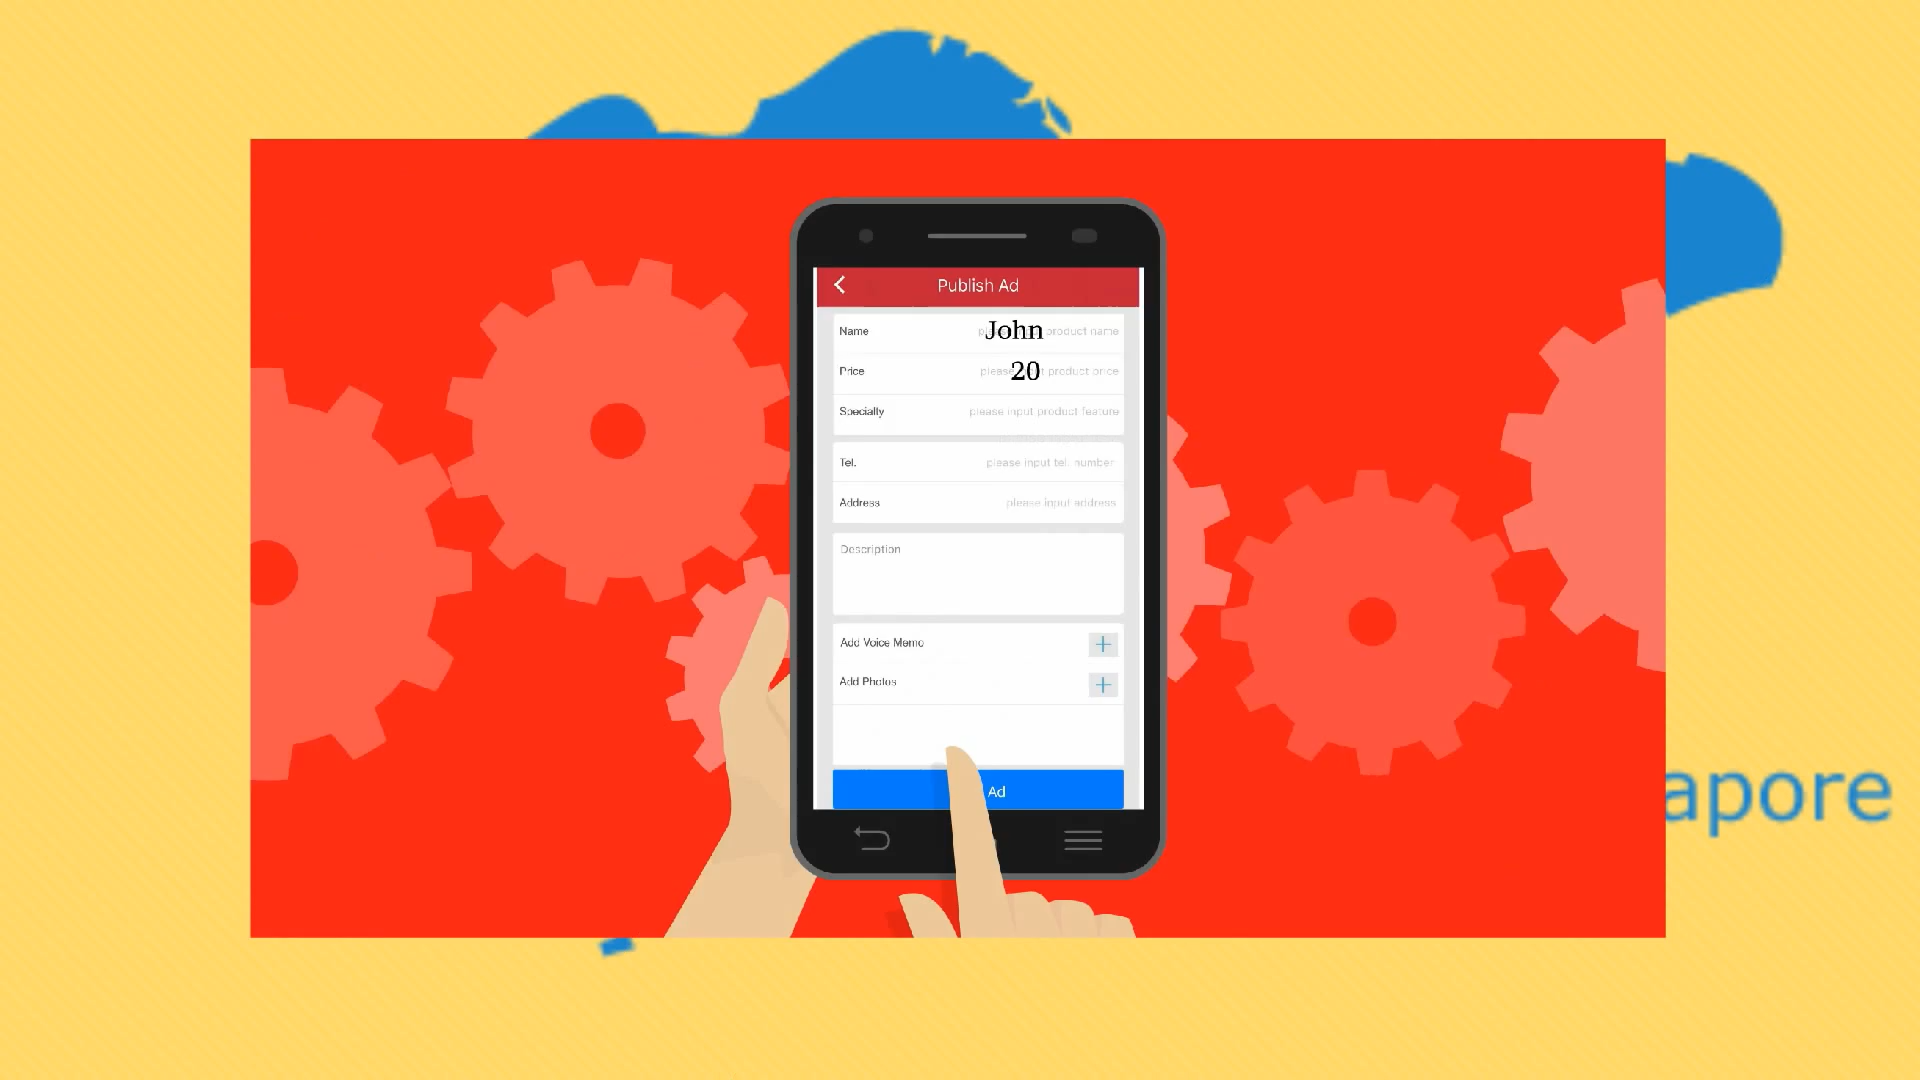 Publish Ad
Name John product name
Price 20 product price
Specialty please input product feature
Tel. please input tel. number
Address please input address
Description
Add Voice Memo
Add Photos
Ad
apore